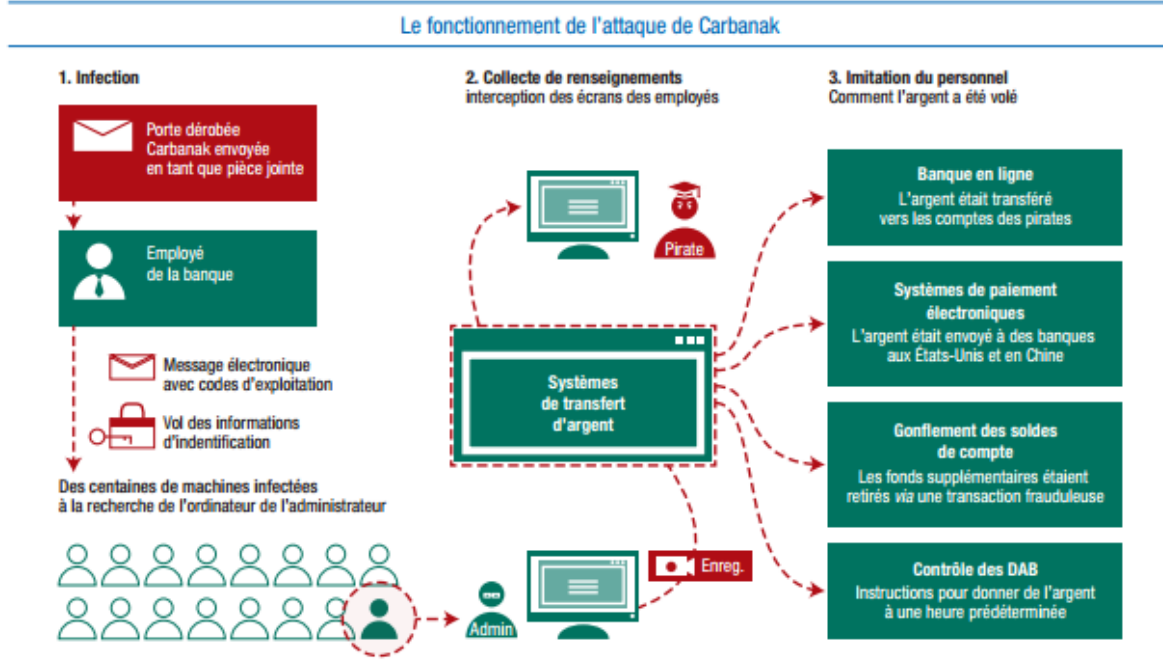 Le fonctionnement de l'attaque de Carbanak
1. Infection
Porte dérobée
Carbanak envoyée
en tant que pièce jointe
Employé
de la banque
Message électronique
avec codes d'exploitation
Vol des informations
d'indentification
Des centaines de machines infectées
à la recherche de l'ordinateur de l'administrateur
2. Collecte de renseignements
interception des écrans des employés
Pirate
Systèmes
de transfert
d'argent
Enreg.
Admin
3. Imitation du personnel
Comment l'argent a été volé
Banque en ligne
L'argent était transféré
vers les comptes des pirates
Systèmes de paiement
électroniques
L'argent était envoyé à des banques
aux États-Unis et en Chine
Gonflement des soldes
de compte
Les fonds supplémentaires étaient
retirés via une transaction frauduleuse
Contrôle des DAB
Instructions pour donner de l'argent
à une heure prédéterminée